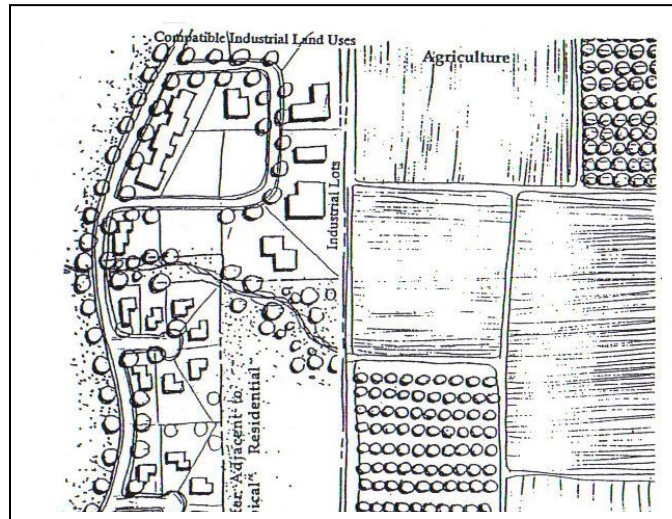 Compatible Industrial Land Uses
Agriculture
Industrial Lots
Adjacent to
Residential